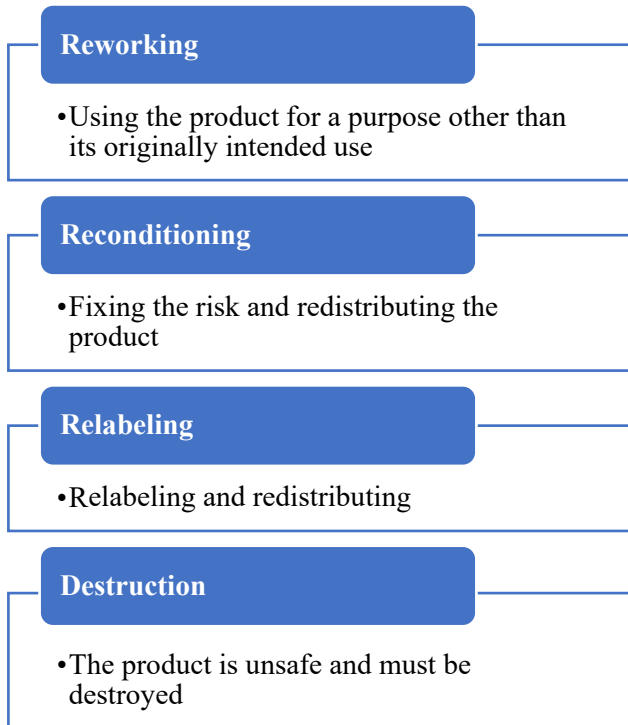 Reworking
•Using the product for a purpose other than
its originally intended use
Reconditioning
•Fixing the risk and redistributing the
product
Relabeling
•Relabeling and redistributing
Destruction
•The product is unsafe and must be
destroyed